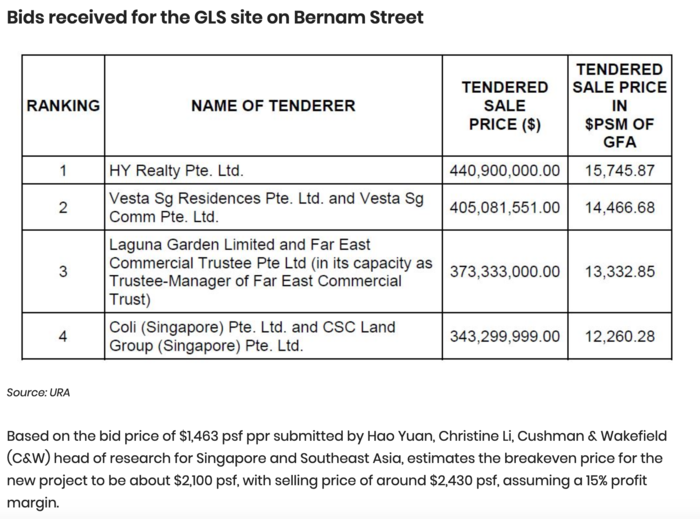 Bids received for the GLS site on Bernam Street
RANKING
NAME OF TENDERER
TENDERED
SALE
PRICE ($)
TENDERED
SALE PRICE
IN
$PSM OF
GFA
1
HY Realty Pte. Ltd.
440,900,000.00
15,745.87
2
Vesta Sg Residences Pte. Ltd. and Vesta Sg
Comm Pte. Ltd.
405,081,551.00
14,466.68
3
Laguna Garden Limited and Far East
Commercial Trustee Pte Ltd (in its capacity as
Trustee-Manager of Far East Commercial
Trust)
373,333,000.00
13,332.85
4
Coli (Singapore) Pte. Ltd. and CSC Land
Group (Singapore) Pte. Ltd.
343,299,999.00
12,260.28
Source: URA
Based on the bid price of $1,463 psf ppr submitted by Hao Yuan, Christine Li, Cushman & Wakefield
(C&W) head of research for Singapore and Southeast Asia, estimates the breakeven price for the
new project to be about $2,100 psf, with selling price of around $2,430 psf, assuming a 15% profit
margin.